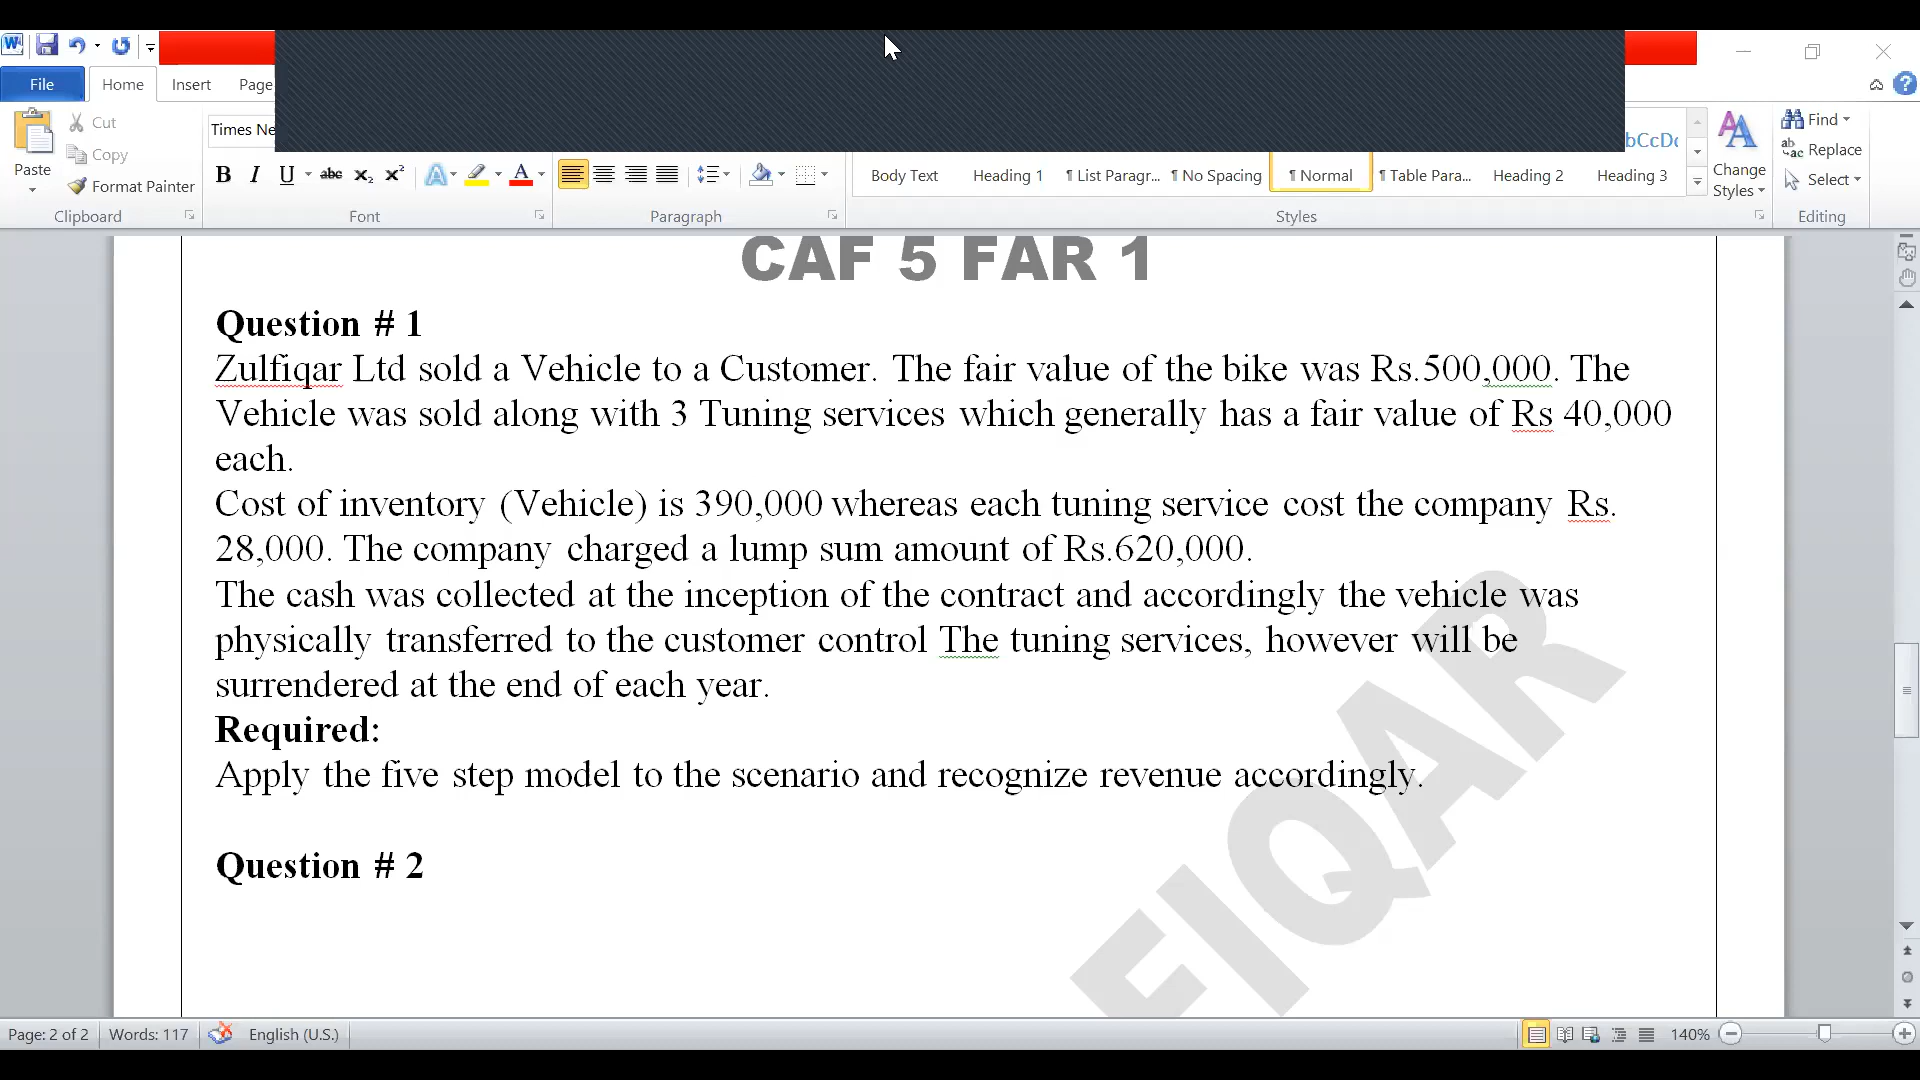 File Home Insert Page
Cut
Copy
Paste
Format Painter
Clipboard
Times Ne
B I U abc x₂ x² A A
Font
Paragraph
bCcDc
Body Text Heading 1 ¶ List Paragr... ¶ No Spacing ¶ Normal ¶ Table Para... Heading 2 Heading 3
Styles
Change
Styles
Find
Replace
Select
Editing
CAF 5 FAR 1
Question # 1
Zulfiqar Ltd sold a Vehicle to a Customer. The fair value of the bike was Rs.500,000. The
Vehicle was sold along with 3 Tuning services which generally has a fair value of Rs 40,000
each.
Cost of inventory (Vehicle) is 390,000 whereas each tuning service cost the company Rs.
28,000. The company charged a lump sum amount of Rs.620,000.
The cash was collected at the inception of the contract and accordingly the vehicle was
physically transferred to the customer control The tuning services, however will be
surrendered at the end of each year.
Required:
Apply the five step model to the scenario and recognize revenue accordingly.
Question # 2
FIQAR
Page: 2 of 2 Words: 117 English (U.S.) 140%